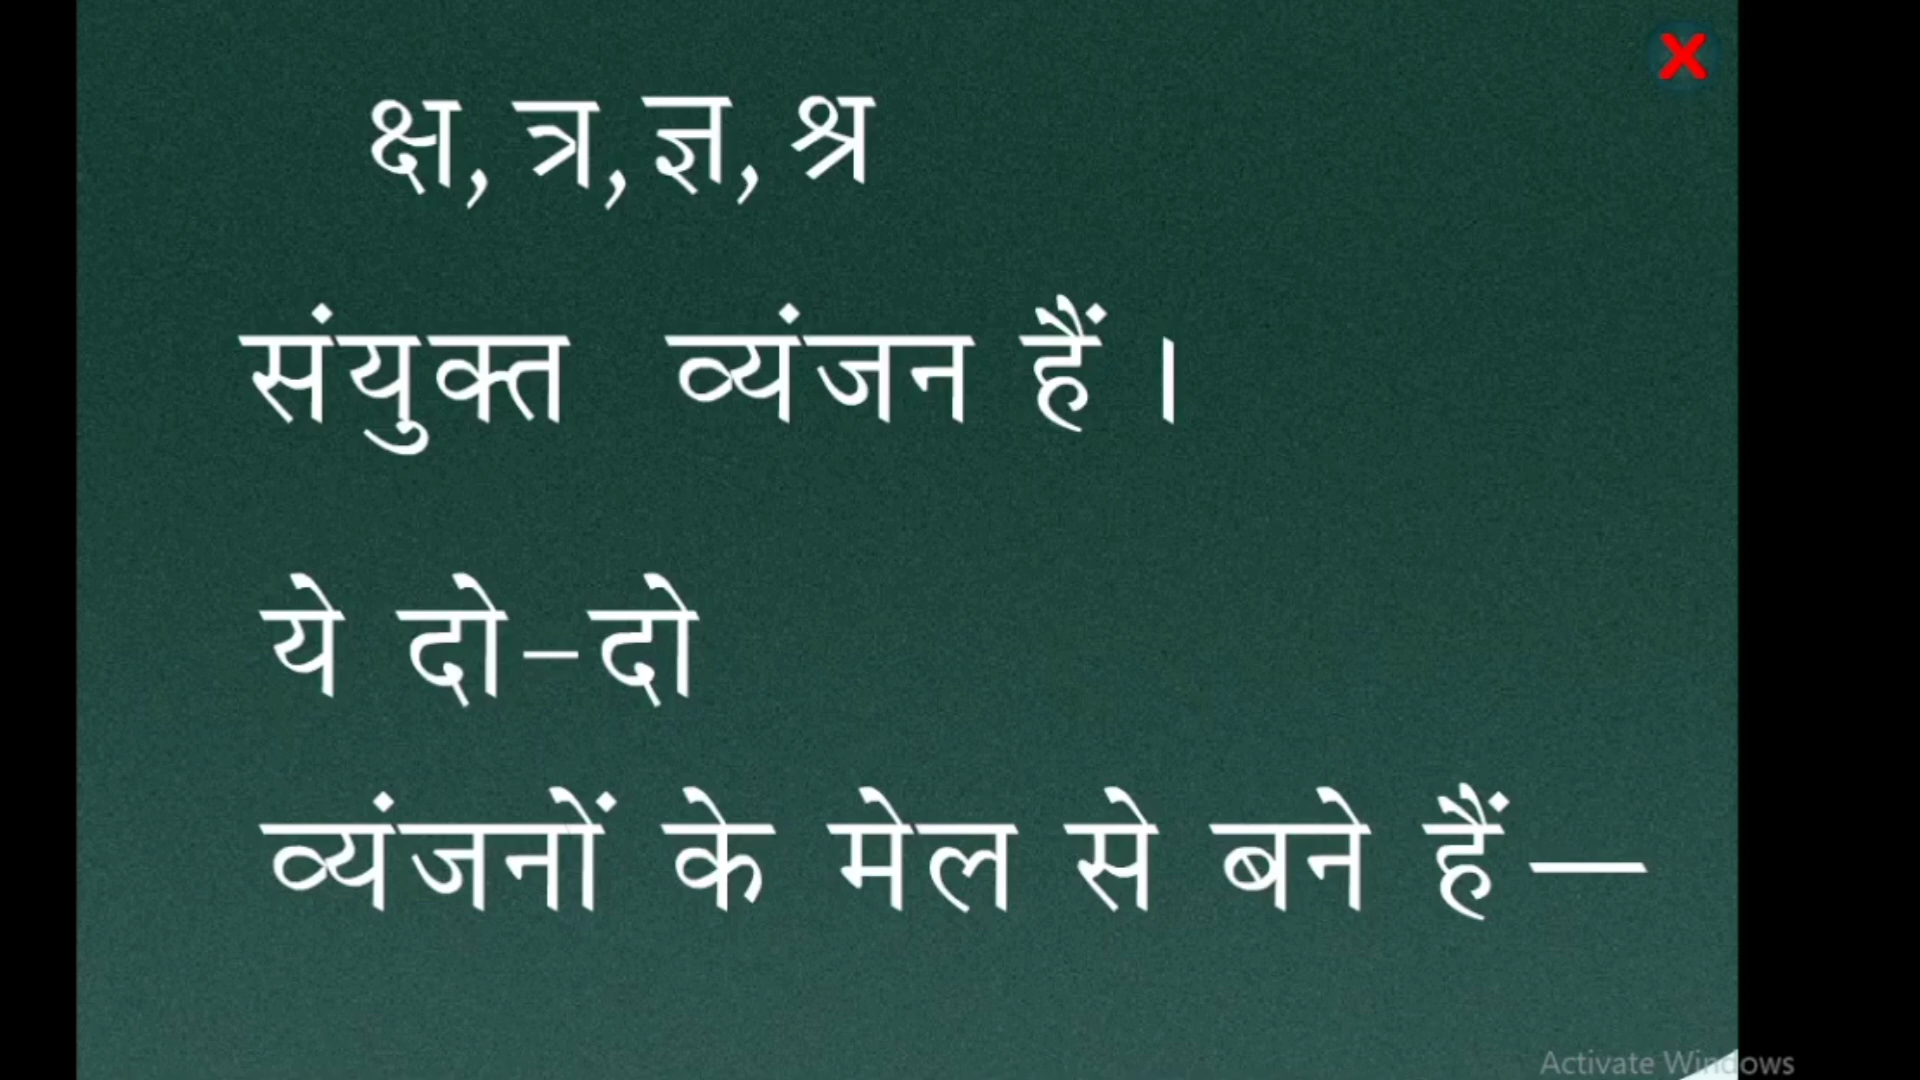 क्ष, त्र, ज्ञ, श्र
संयुक्त व्यंजन हैं ।
ये दो-दो
व्यंजनों के मेल से बने हैं—
Activate Windows